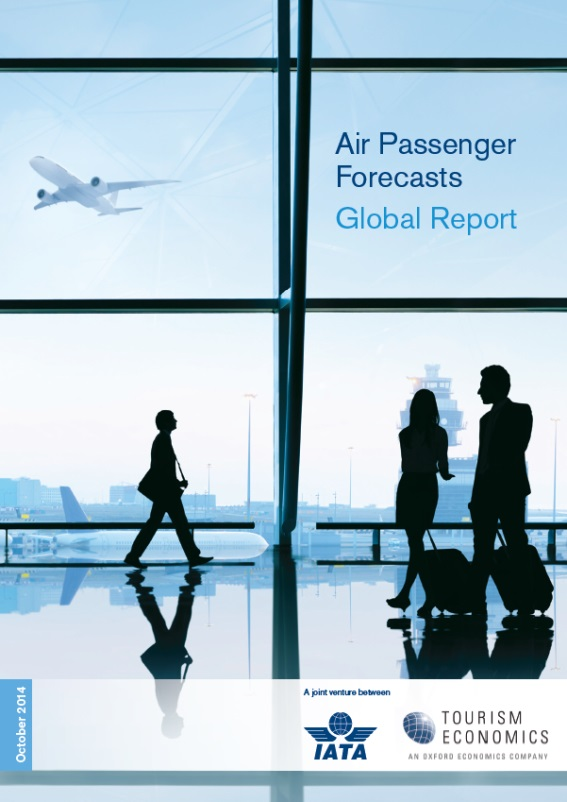 Air Passenger
Forecasts
Global Report
October 2014
A joint venture between
IATA
TOURISM
ECONOMICS
AN OXFORD ECONOMICS COMPANY